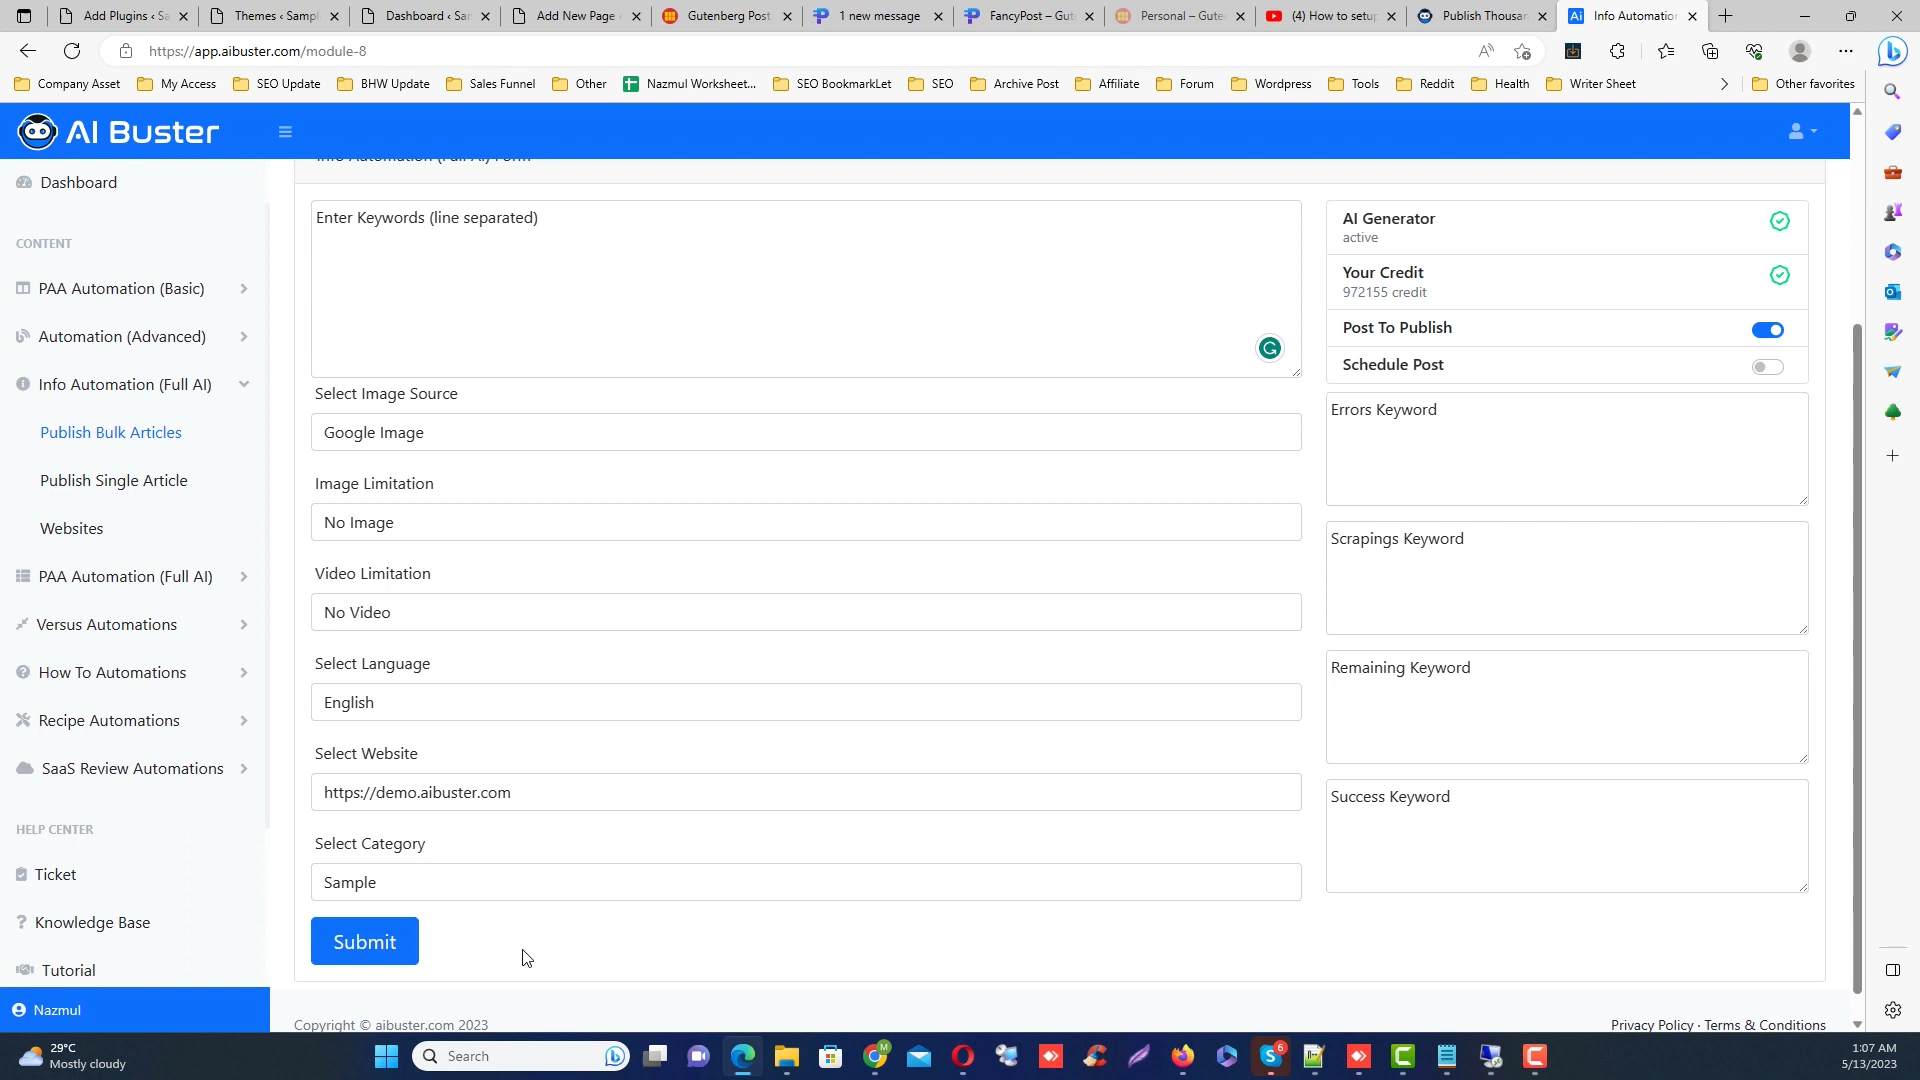 Add Plugins ‹ Sa
Themes ‹ Sampl
Dashboard ‹ Sar
Add New Page ‹
Gutenberg Post
1 new message
FancyPost – Gut
Personal – Guten
(4) How to setup
Publish Thousan
Info Automation
https://app.aibuster.com/module-8
Company Asset
My Access
SEO Update
BHW Update
Sales Funnel
Other
Nazmul Worksheet...
SEO BookmarkLet
SEO
Archive Post
Affiliate
Forum
Wordpress
Tools
Reddit
Health
Writer Sheet
Other favorites
AI Buster
Dashboard
CONTENT
PAA Automation (Basic)
Automation (Advanced)
Info Automation (Full AI)
Publish Bulk Articles
Publish Single Article
Websites
PAA Automation (Full AI)
Versus Automations
How To Automations
Recipe Automations
SaaS Review Automations
HELP CENTER
Ticket
Knowledge Base
Tutorial
Nazmul
Info Automation (Full AI) Form
Enter Keywords (line separated)
Select Image Source
Google Image
Image Limitation
No Image
Video Limitation
No Video
Select Language
English
Select Website
https://demo.aibuster.com
Select Category
Sample
Submit
AI Generator
active
Your Credit
972155 credit
Post To Publish
Schedule Post
Errors Keyword
Scrapings Keyword
Remaining Keyword
Success Keyword
Copyright © aibuster.com 2023
Privacy Policy · Terms & Conditions
29°C
Mostly cloudy
Search
6
1:07 AM
5/13/2023